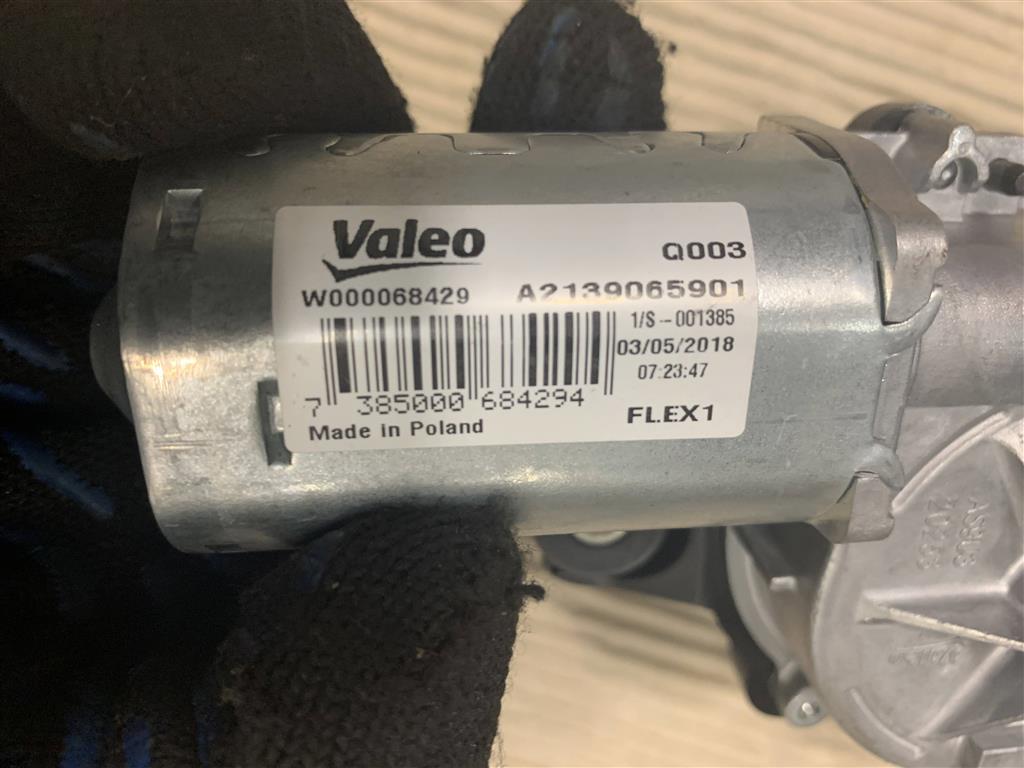 Valeo
Q003
W000068429 A2139065901
1/S-001385
03/05/2018
07:23:47
7 385000 684294
Made in Poland
FLEX1